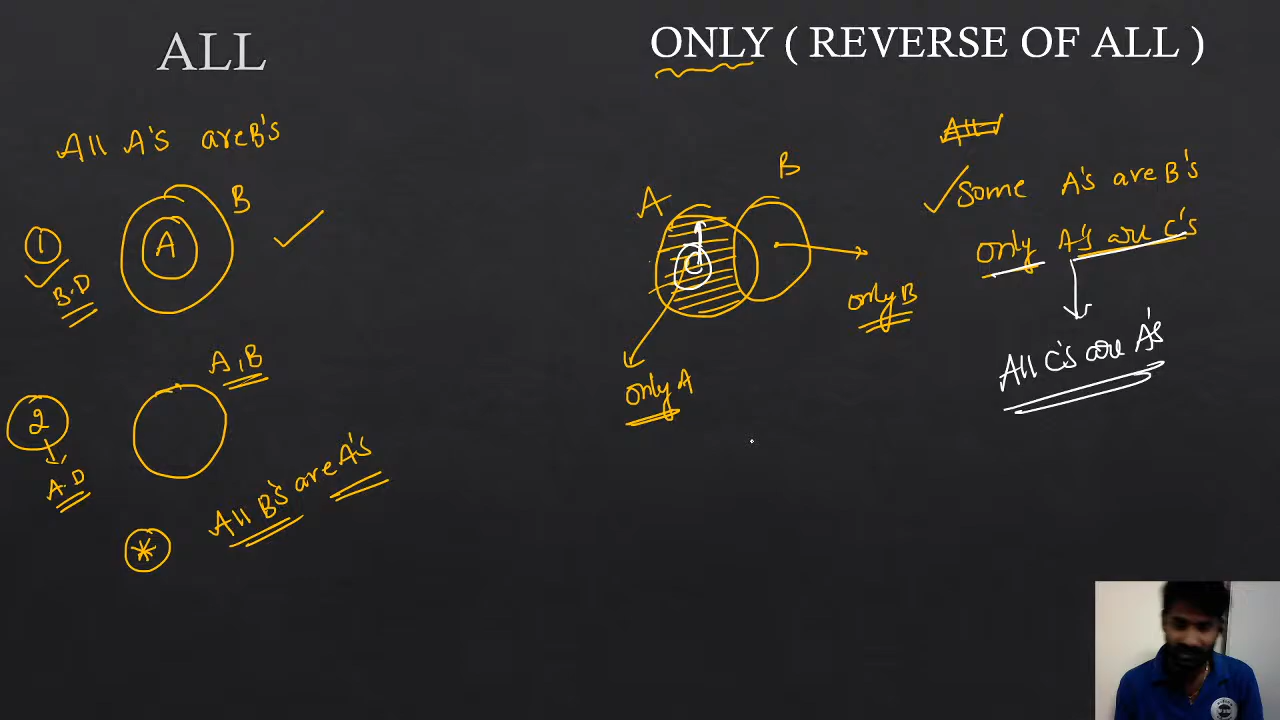 ALL
All A's are B's
B
A
1
B.D
A,B
2
A.D
* All B's are A's
ONLY ( REVERSE OF ALL )
All
A
B
C
only A
only B
Some A's are B's
only A's are C's
All C's are A's